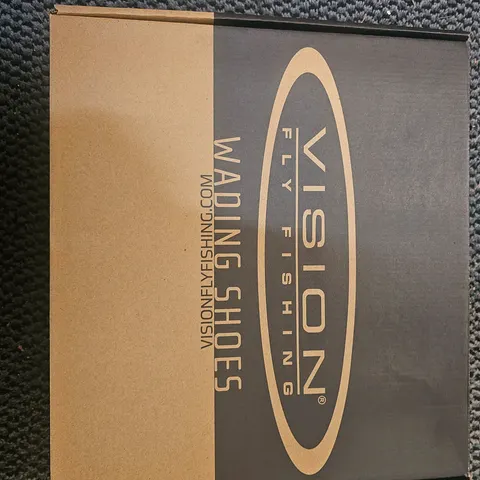 VISION®
FLY FISHING
WADING SHOES
VISIONFLYFISHING.COM